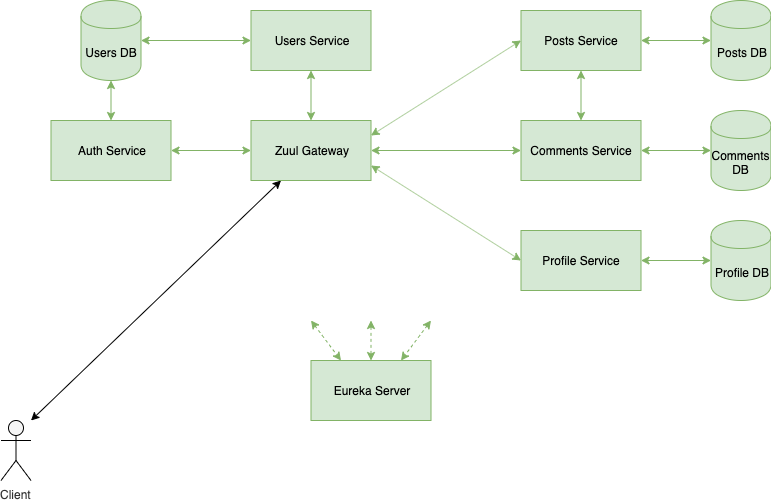 Users DB
Users Service
Posts Service
Posts DB
Auth Service
Zuul Gateway
Comments Service
Comments
DB
Profile Service
Profile DB
Eureka Server
Client